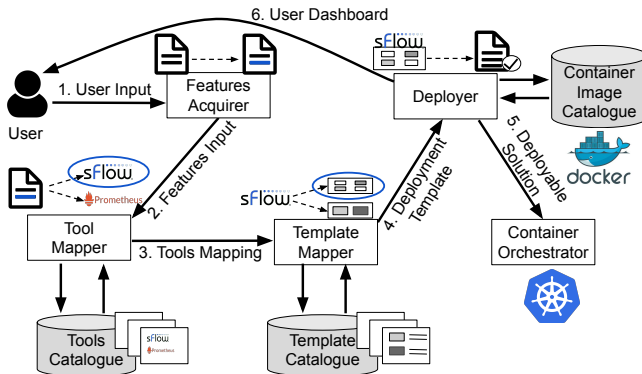 6. User Dashboard
sFlow
1. User Input
Features
Acquirer
Deployer
Container
Image
Catalogue
User
docker
2. Features Input
sFlow
Prometheus
sFlow
4. Deployment
Template
5. Deployable
Solution
Tool
Mapper
3. Tools Mapping
Template
Mapper
Container
Orchestrator
Tools
Catalogue
sFlow
Prometheus
Template
Catalogue